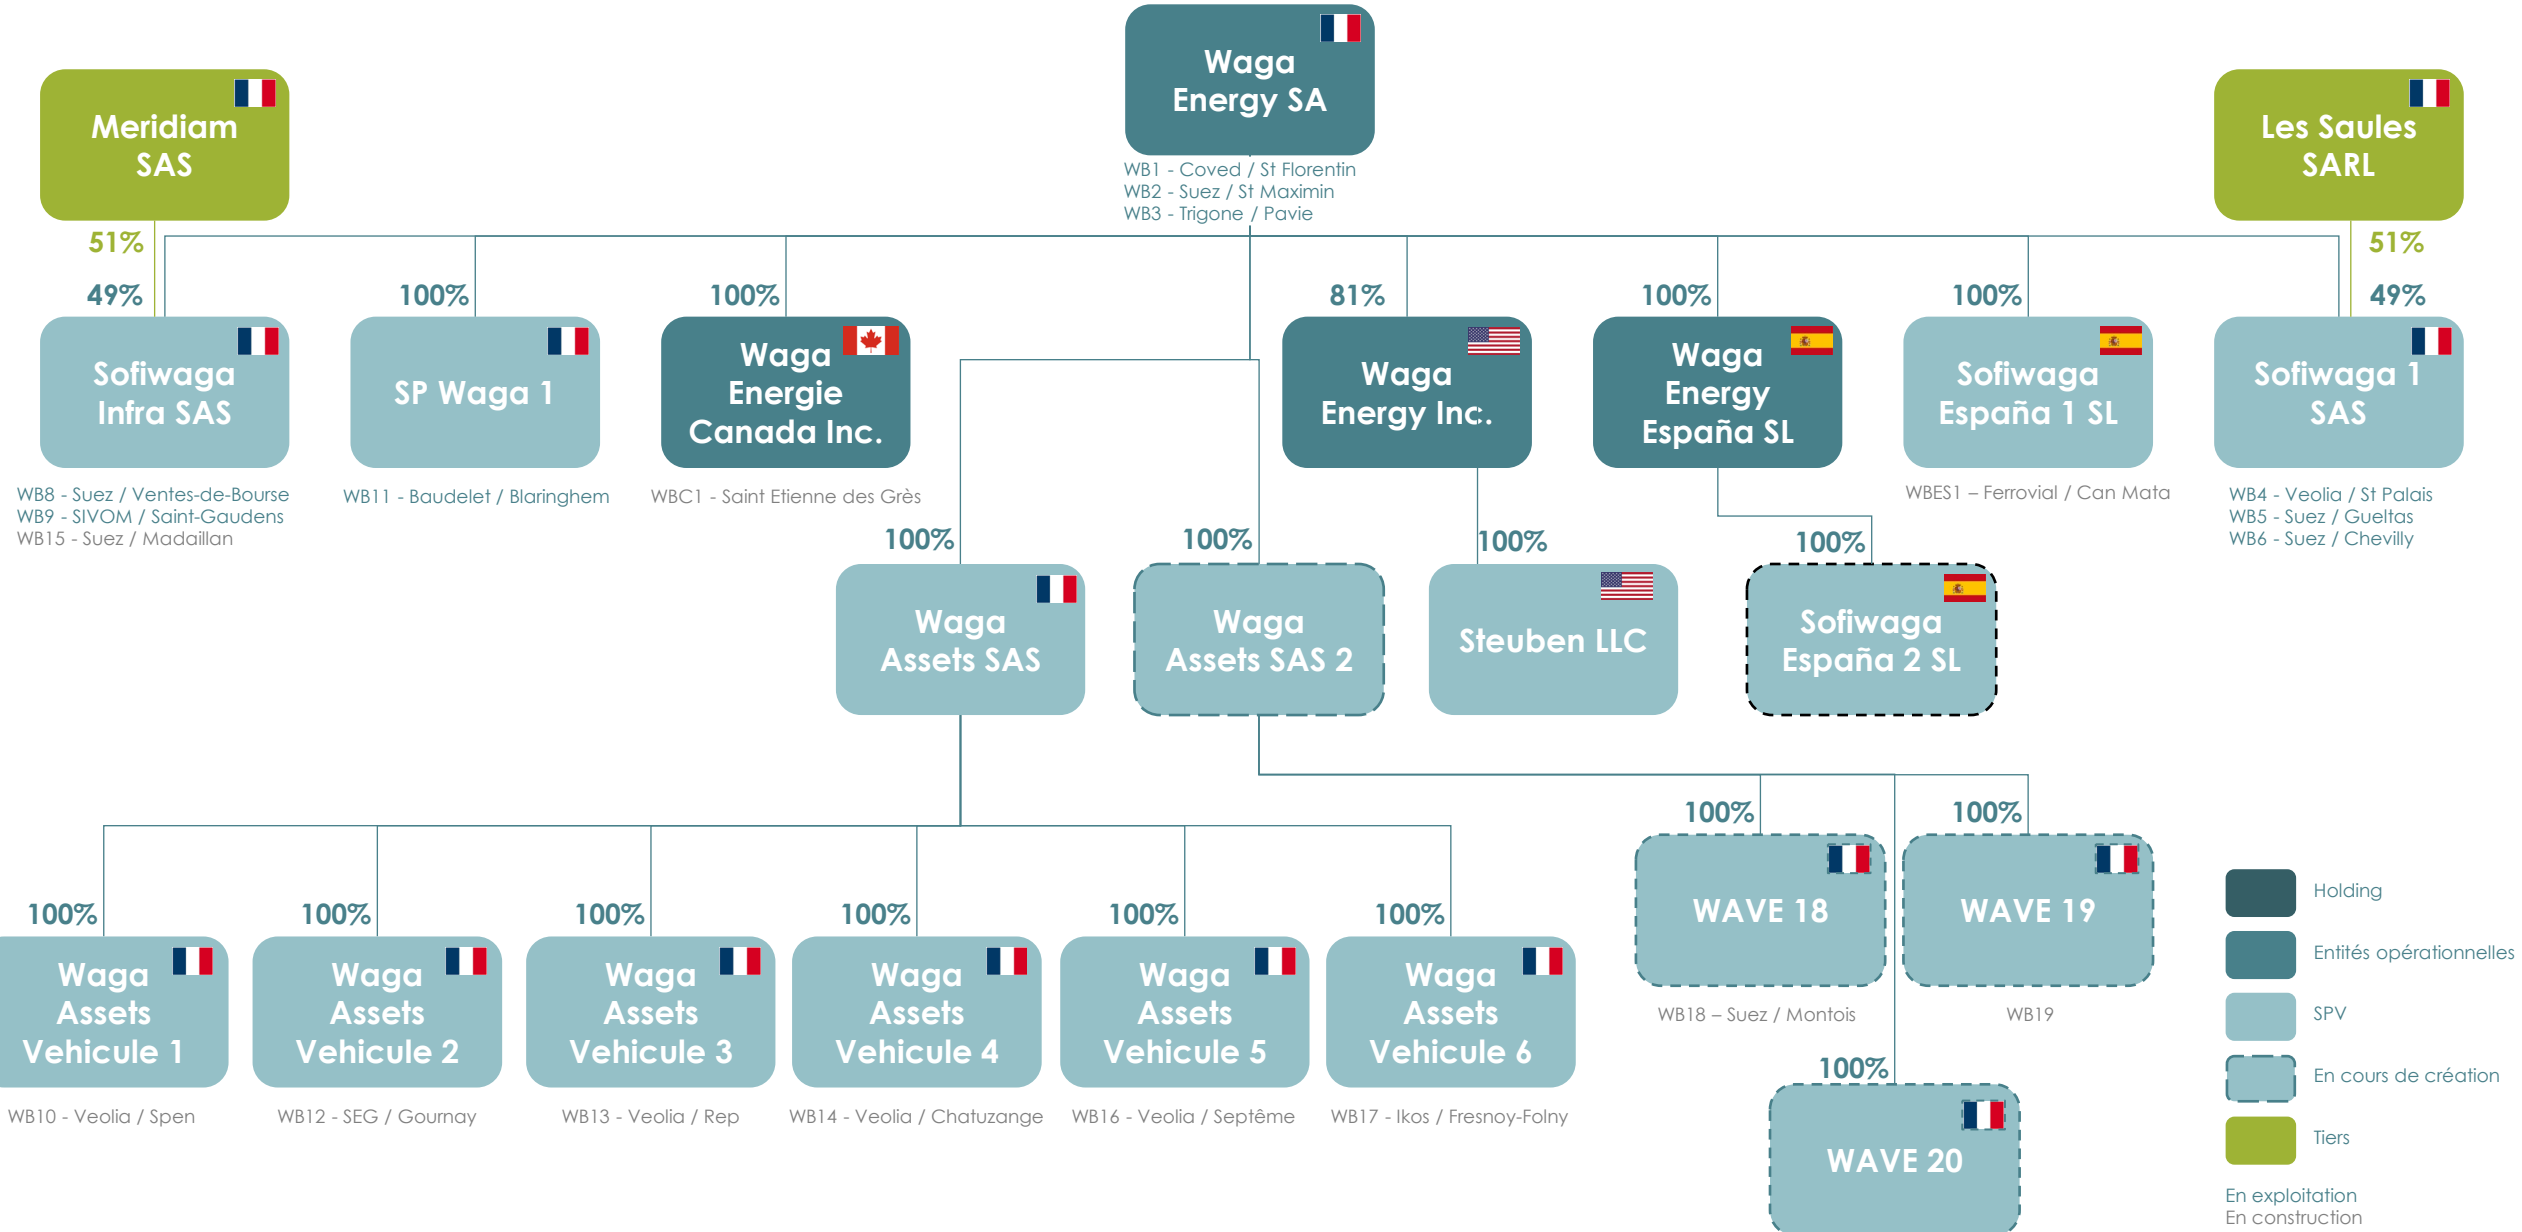 Waga
Energy SA
Meridiam
SAS
Les Saules
SARL
WB1 - Coved / St Florentin
WB2 - Suez / St Maximin
WB3 - Trigone / Pavie
51%
51%
49%
100%
100%
81%
100%
100%
49%
Sofiwaga
Infra SAS
SP Waga 1
Waga
Energie
Canada Inc.
Waga
Energy Inc.
Waga
Energy
España SL
Sofiwaga
España 1 SL
Sofiwaga 1
SAS
WB8 - Suez / Ventes-de-Bourse
WB9 - SIVOM / Saint-Gaudens
WB15 - Suez / Madaillan
WB11 - Baudelet / Blaringhem
WBC1 - Saint Etienne des Grès
WBES1 – Ferrovial / Can Mata
WB4 - Veolia / St Palais
WB5 - Suez / Gueltas
WB6 - Suez / Chevilly
100%
100%
100%
100%
Waga
Assets SAS
Waga
Assets SAS 2
Steuben LLC
Sofiwaga
España 2 SL
100%
100%
WAVE 18
WAVE 19
WB18 – Suez / Montois
WB19
100%
WAVE 20
100%
100%
100%
100%
100%
100%
Waga
Assets
Vehicule 1
Waga
Assets
Vehicule 2
Waga
Assets
Vehicule 3
Waga
Assets
Vehicule 4
Waga
Assets
Vehicule 5
Waga
Assets
Vehicule 6
WB10 - Veolia / Spen
WB12 - SEG / Gournay
WB13 - Veolia / Rep
WB14 - Veolia / Chatuzange
WB16 - Veolia / Septême
WB17 - Ikos / Fresnoy-Folny
Holding
Entités opérationnelles
SPV
En cours de création
Tiers
En exploitation
En construction